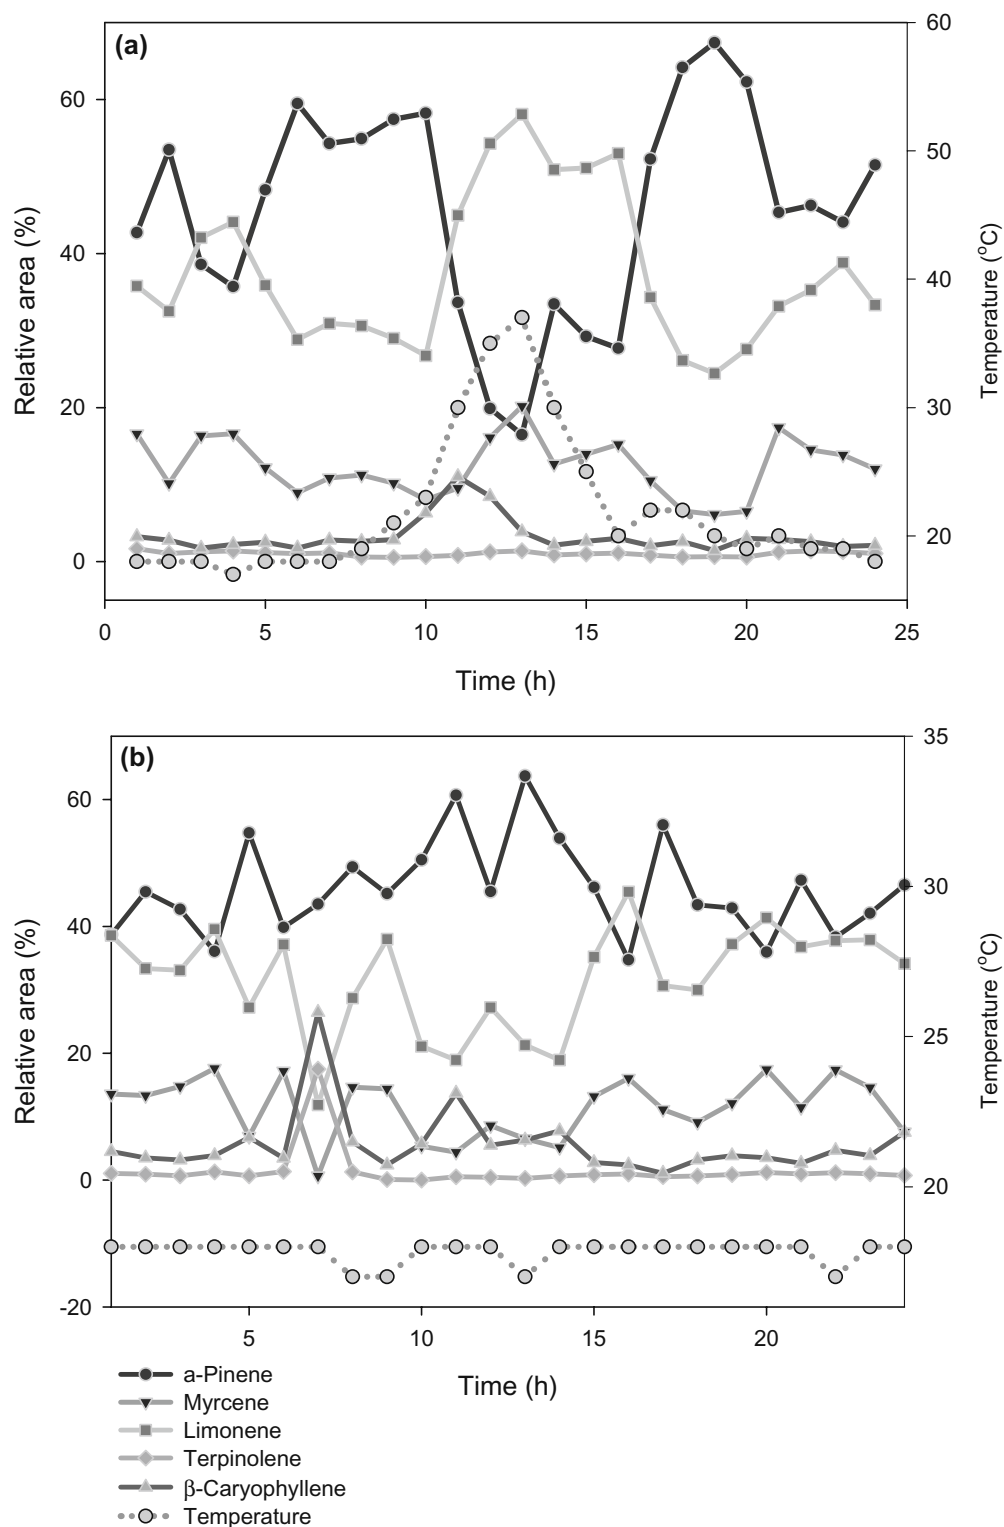 (a)
60
40
20
0
Relative area (%)
60
50
40
30
20
Temperature (°C)
0
5
10
15
20
25
Time (h)
(b)
60
40
20
0
-20
Relative area (%)
35
30
25
20
Temperature (°C)
5
10
15
20
Time (h)
a-Pinene
Myrcene
Limonene
Terpinolene
β-Caryophyllene
Temperature